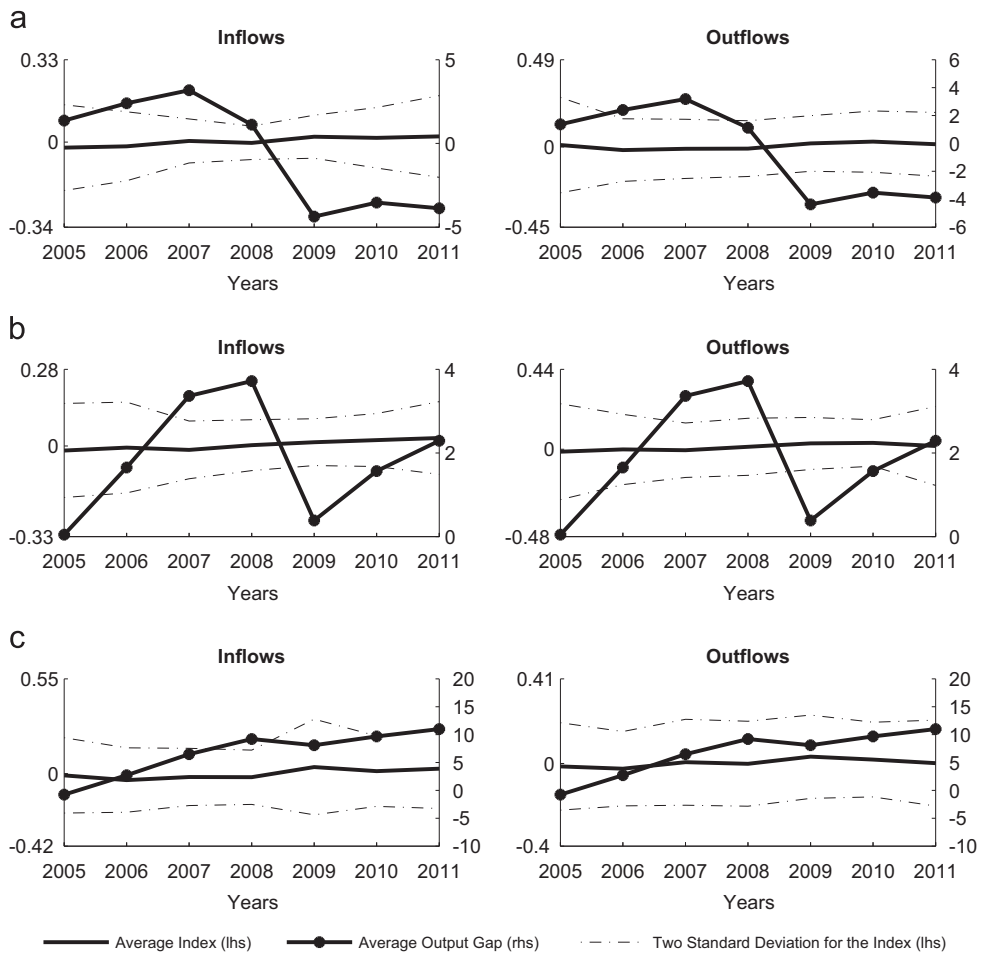 a
Inflows
Outflows
0.33
0
-0.34
5
0
-5
0.49
0
-0.45
6
4
2
0
-2
-4
-6
2005 2006 2007 2008 2009 2010 2011
2005 2006 2007 2008 2009 2010 2011
Years
Years
b
Inflows
Outflows
0.28
0
-0.33
4
2
0
0.44
0
-0.48
4
2
0
2005 2006 2007 2008 2009 2010 2011
2005 2006 2007 2008 2009 2010 2011
Years
Years
c
Inflows
Outflows
0.55
0
-0.42
20
15
10
5
0
-5
-10
0.41
0
-0.4
20
15
10
5
0
-5
-10
2005 2006 2007 2008 2009 2010 2011
2005 2006 2007 2008 2009 2010 2011
Years
Years
Average Index (lhs)
Average Output Gap (rhs)
Two Standard Deviation for the Index (lhs)